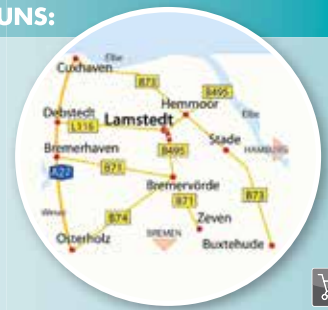 UNS:
Elbe
Cuxhaven
B73
B495
Hemmoor
Debstedt
Lamstedt
Elbe
L116
Stade
HAMBURG
Bremerhaven
B495
B71
A27
Bremervörde
B73
B71
Weser
B74
Zeven
Osterholz
BREMEN
Buxtehude